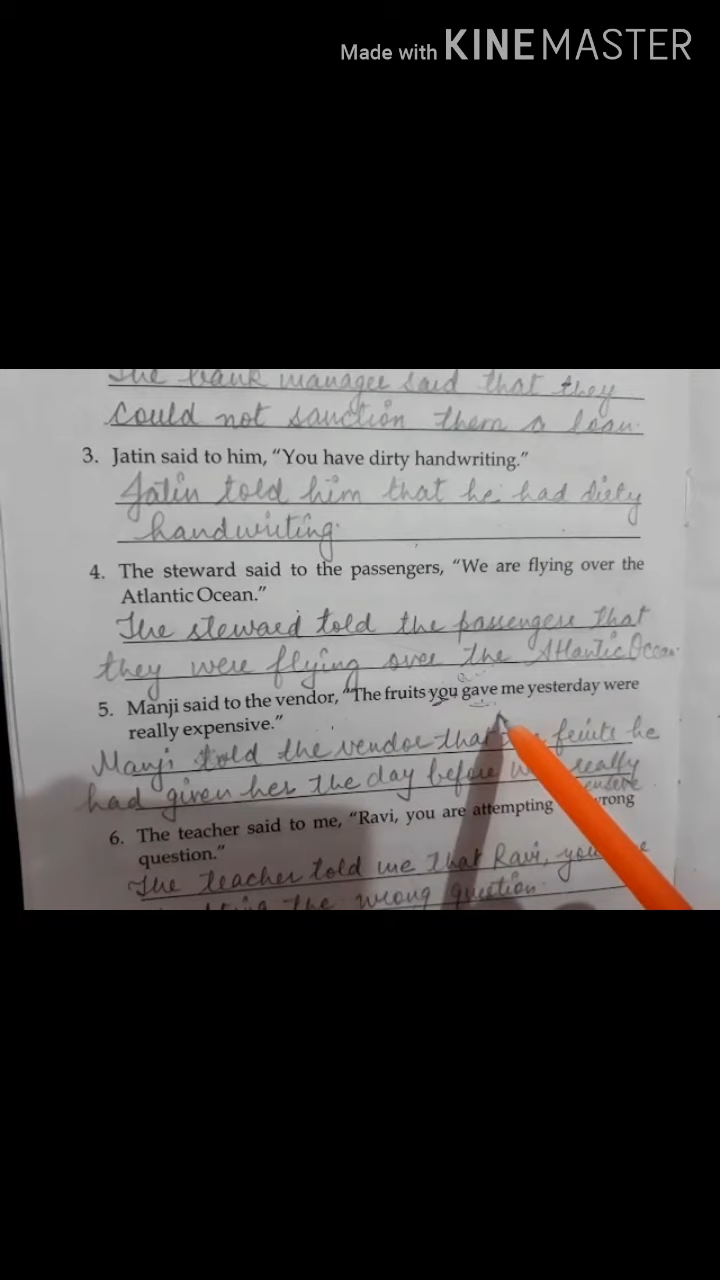 Made with KINEMASTER
The bank manager said that they
could not sanction them a loan.
3. Jatin said to him, “You have dirty handwriting.”
Jatin told him that he had dirty
handwriting.
4. The steward said to the passengers, “We are flying over the
Atlantic Ocean.”
The steward told the passengers that
they were flying over the Atlantic Ocean.
5. Manji said to the vendor, “The fruits you gave me yesterday were
really expensive.”
Manji told the vendor that fruits he
had given her the day before really
6. The teacher said to me, “Ravi, you are attempting wrong
question.”
The teacher told me that Ravi,
the wrong question.